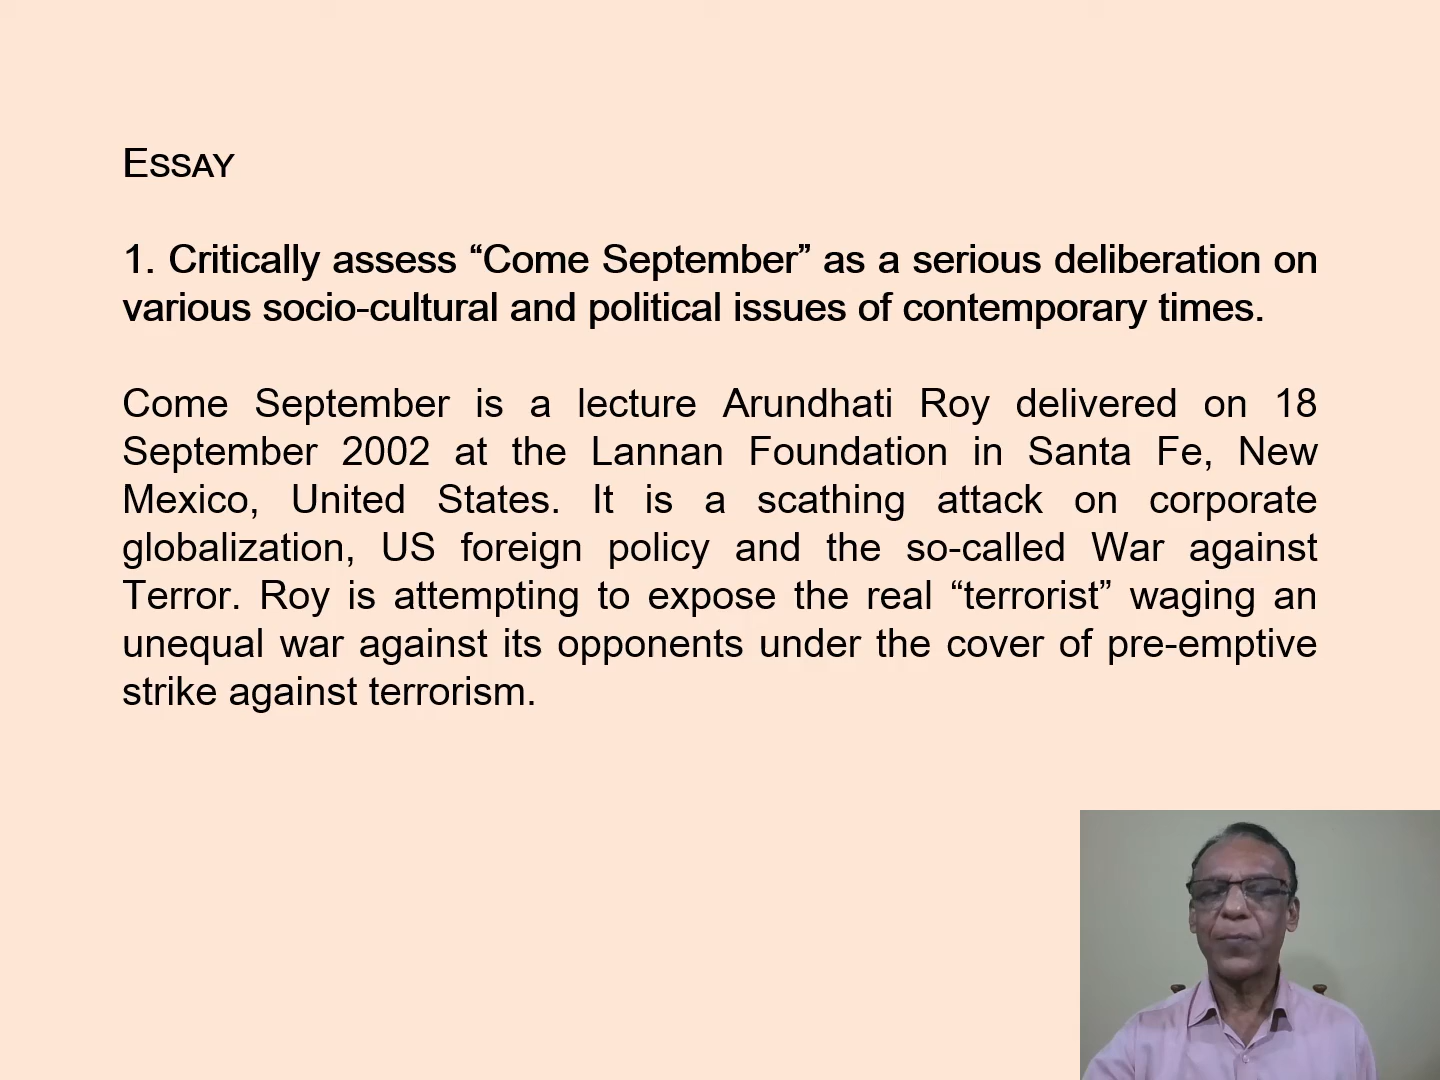 ESSAY
1. Critically assess “Come September” as a serious deliberation on
various socio-cultural and political issues of contemporary times.
Come September is a lecture Arundhati Roy delivered on 18
September 2002 at the Lannan Foundation in Santa Fe, New
Mexico, United States. It is a scathing attack on corporate
globalization, US foreign policy and the so-called War against
Terror. Roy is attempting to expose the real “terrorist” waging an
unequal war against its opponents under the cover of pre-emptive
strike against terrorism.